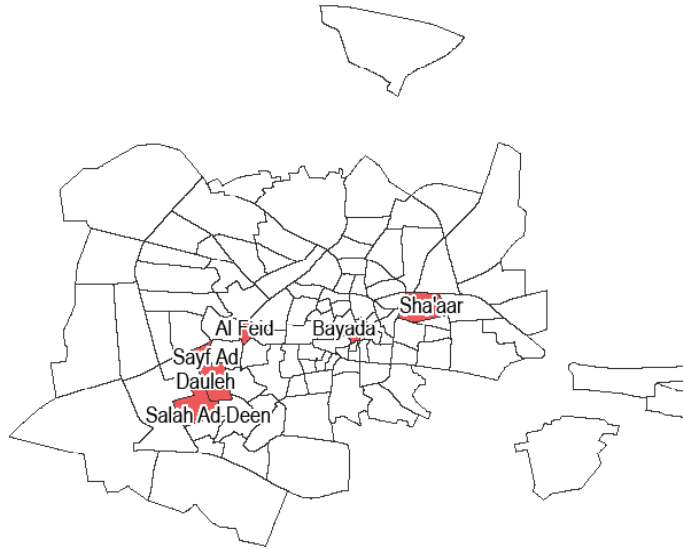 Sha'aar
Al Feid
Bayada
Sayf Ad
Dauleh
Salah Ad Deen